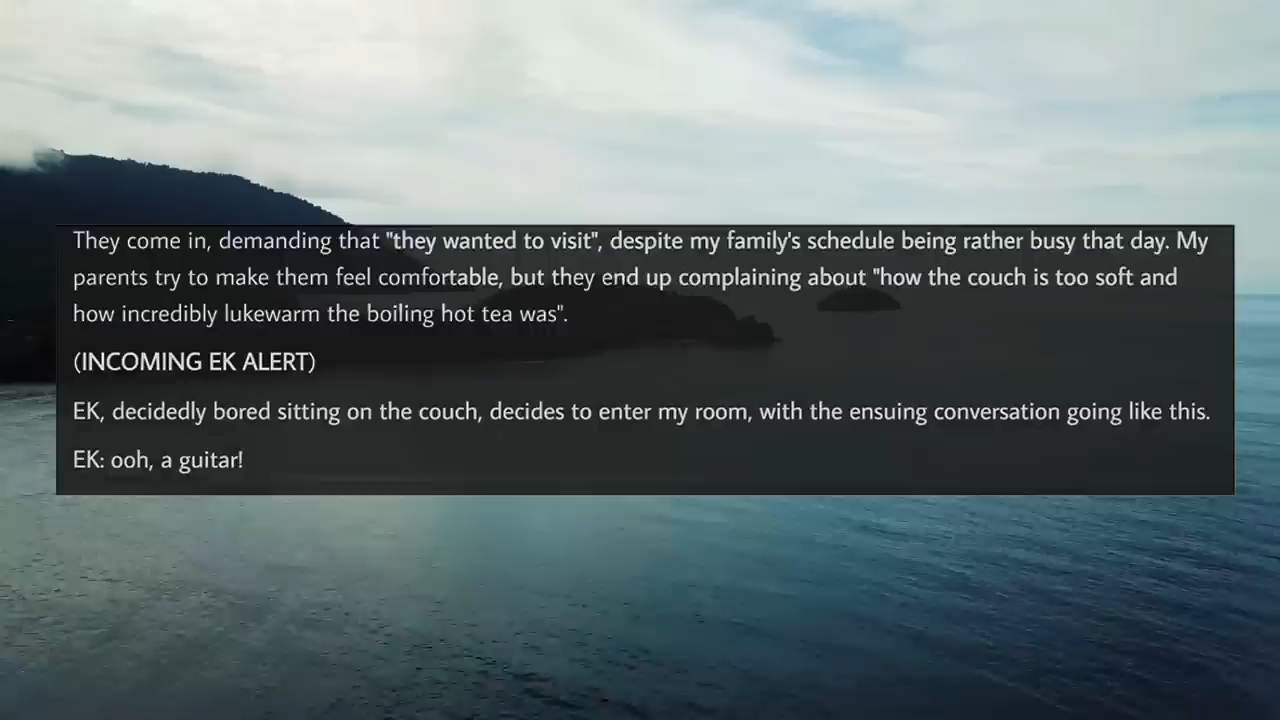 They come in, demanding that "they wanted to visit", despite my family's schedule being rather busy that day. My
parents try to make them feel comfortable, but they end up complaining about "how the couch is too soft and
how incredibly lukewarm the boiling hot tea was".
(INCOMING EK ALERT)
EK, decidedly bored sitting on the couch, decides to enter my room, with the ensuing conversation going like this.
EK: ooh, a guitar!